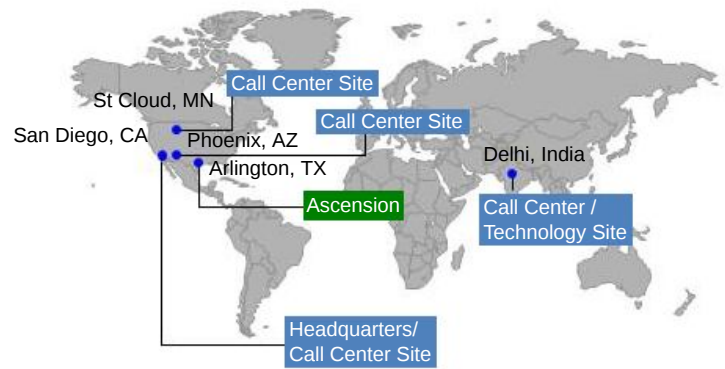 Call Center Site
St Cloud, MN
Call Center Site
San Diego, CA
Phoenix, AZ
Delhi, India
Arlington, TX
Ascension
Call Center /
Technology Site
Headquarters/
Call Center Site